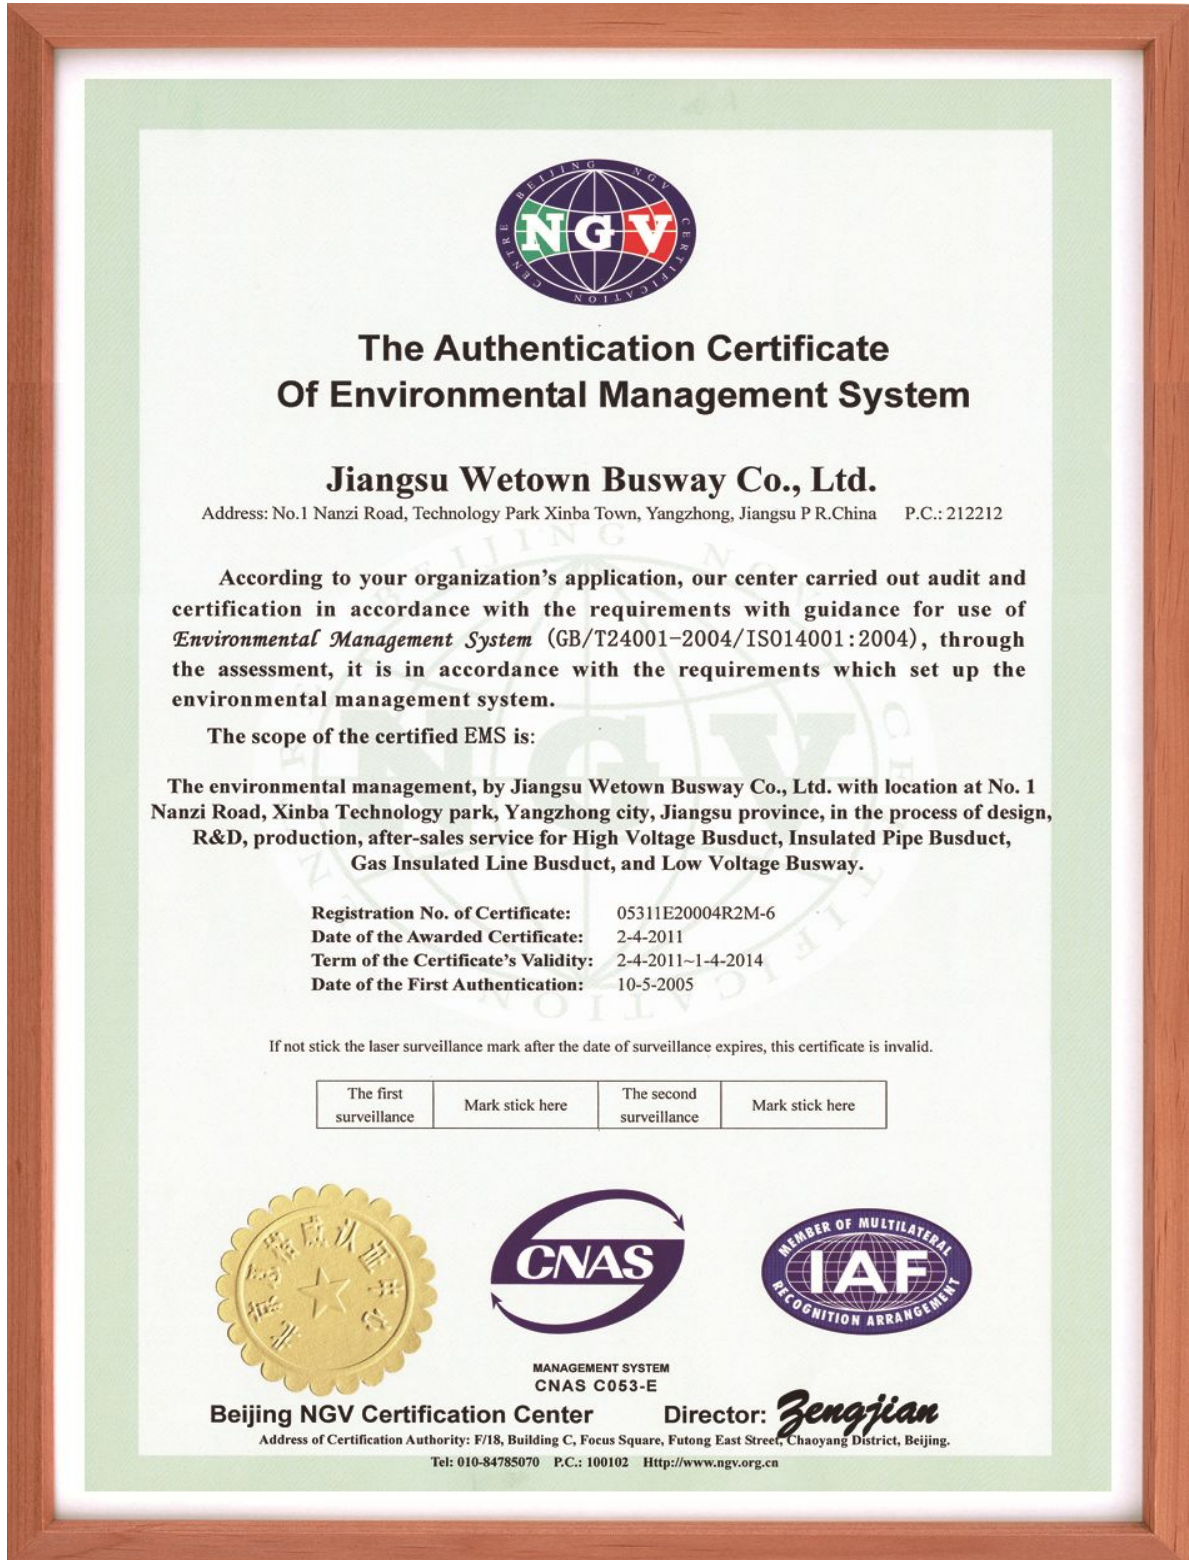 BEIJING NGV CERTIFICATION CENTRE
NGV
The Authentication Certificate
Of Environmental Management System
Jiangsu Wetown Busway Co., Ltd.
Address: No.1 Nanzi Road, Technology Park Xinba Town, Yangzhong, Jiangsu P R.China P.C.: 212212
According to your organization's application, our center carried out audit and
certification in accordance with the requirements with guidance for use of
Environmental Management System (GB/T24001-2004/ISO14001:2004), through
the assessment, it is in accordance with the requirements which set up the
environmental management system.
The scope of the certified EMS is:
The environmental management, by Jiangsu Wetown Busway Co., Ltd. with location at No. 1
Nanzi Road, Xinba Technology park, Yangzhong city, Jiangsu province, in the process of design,
R&D, production, after-sales service for High Voltage Busduct, Insulated Pipe Busduct,
Gas Insulated Line Busduct, and Low Voltage Busway.
Registration No. of Certificate: 05311E20004R2M-6
Date of the Awarded Certificate: 2-4-2011
Term of the Certificate's Validity: 2-4-2011~1-4-2014
Date of the First Authentication: 10-5-2005
If not stick the laser surveillance mark after the date of surveillance expires, this certificate is invalid.
The first surveillance
Mark stick here
The second surveillance
Mark stick here
北京恩格威认证中心
CNAS
MEMBER OF MULTILATERAL
IAF
RECOGNITION ARRANGEMENT
MANAGEMENT SYSTEM
CNAS C053-E
Beijing NGV Certification Center Director: Zengjian
Address of Certification Authority: F/18, Building C, Focus Square, Futong East Street, Chaoyang District, Beijing.
Tel: 010-84785070 P.C.: 100102 Http://www.ngv.org.cn